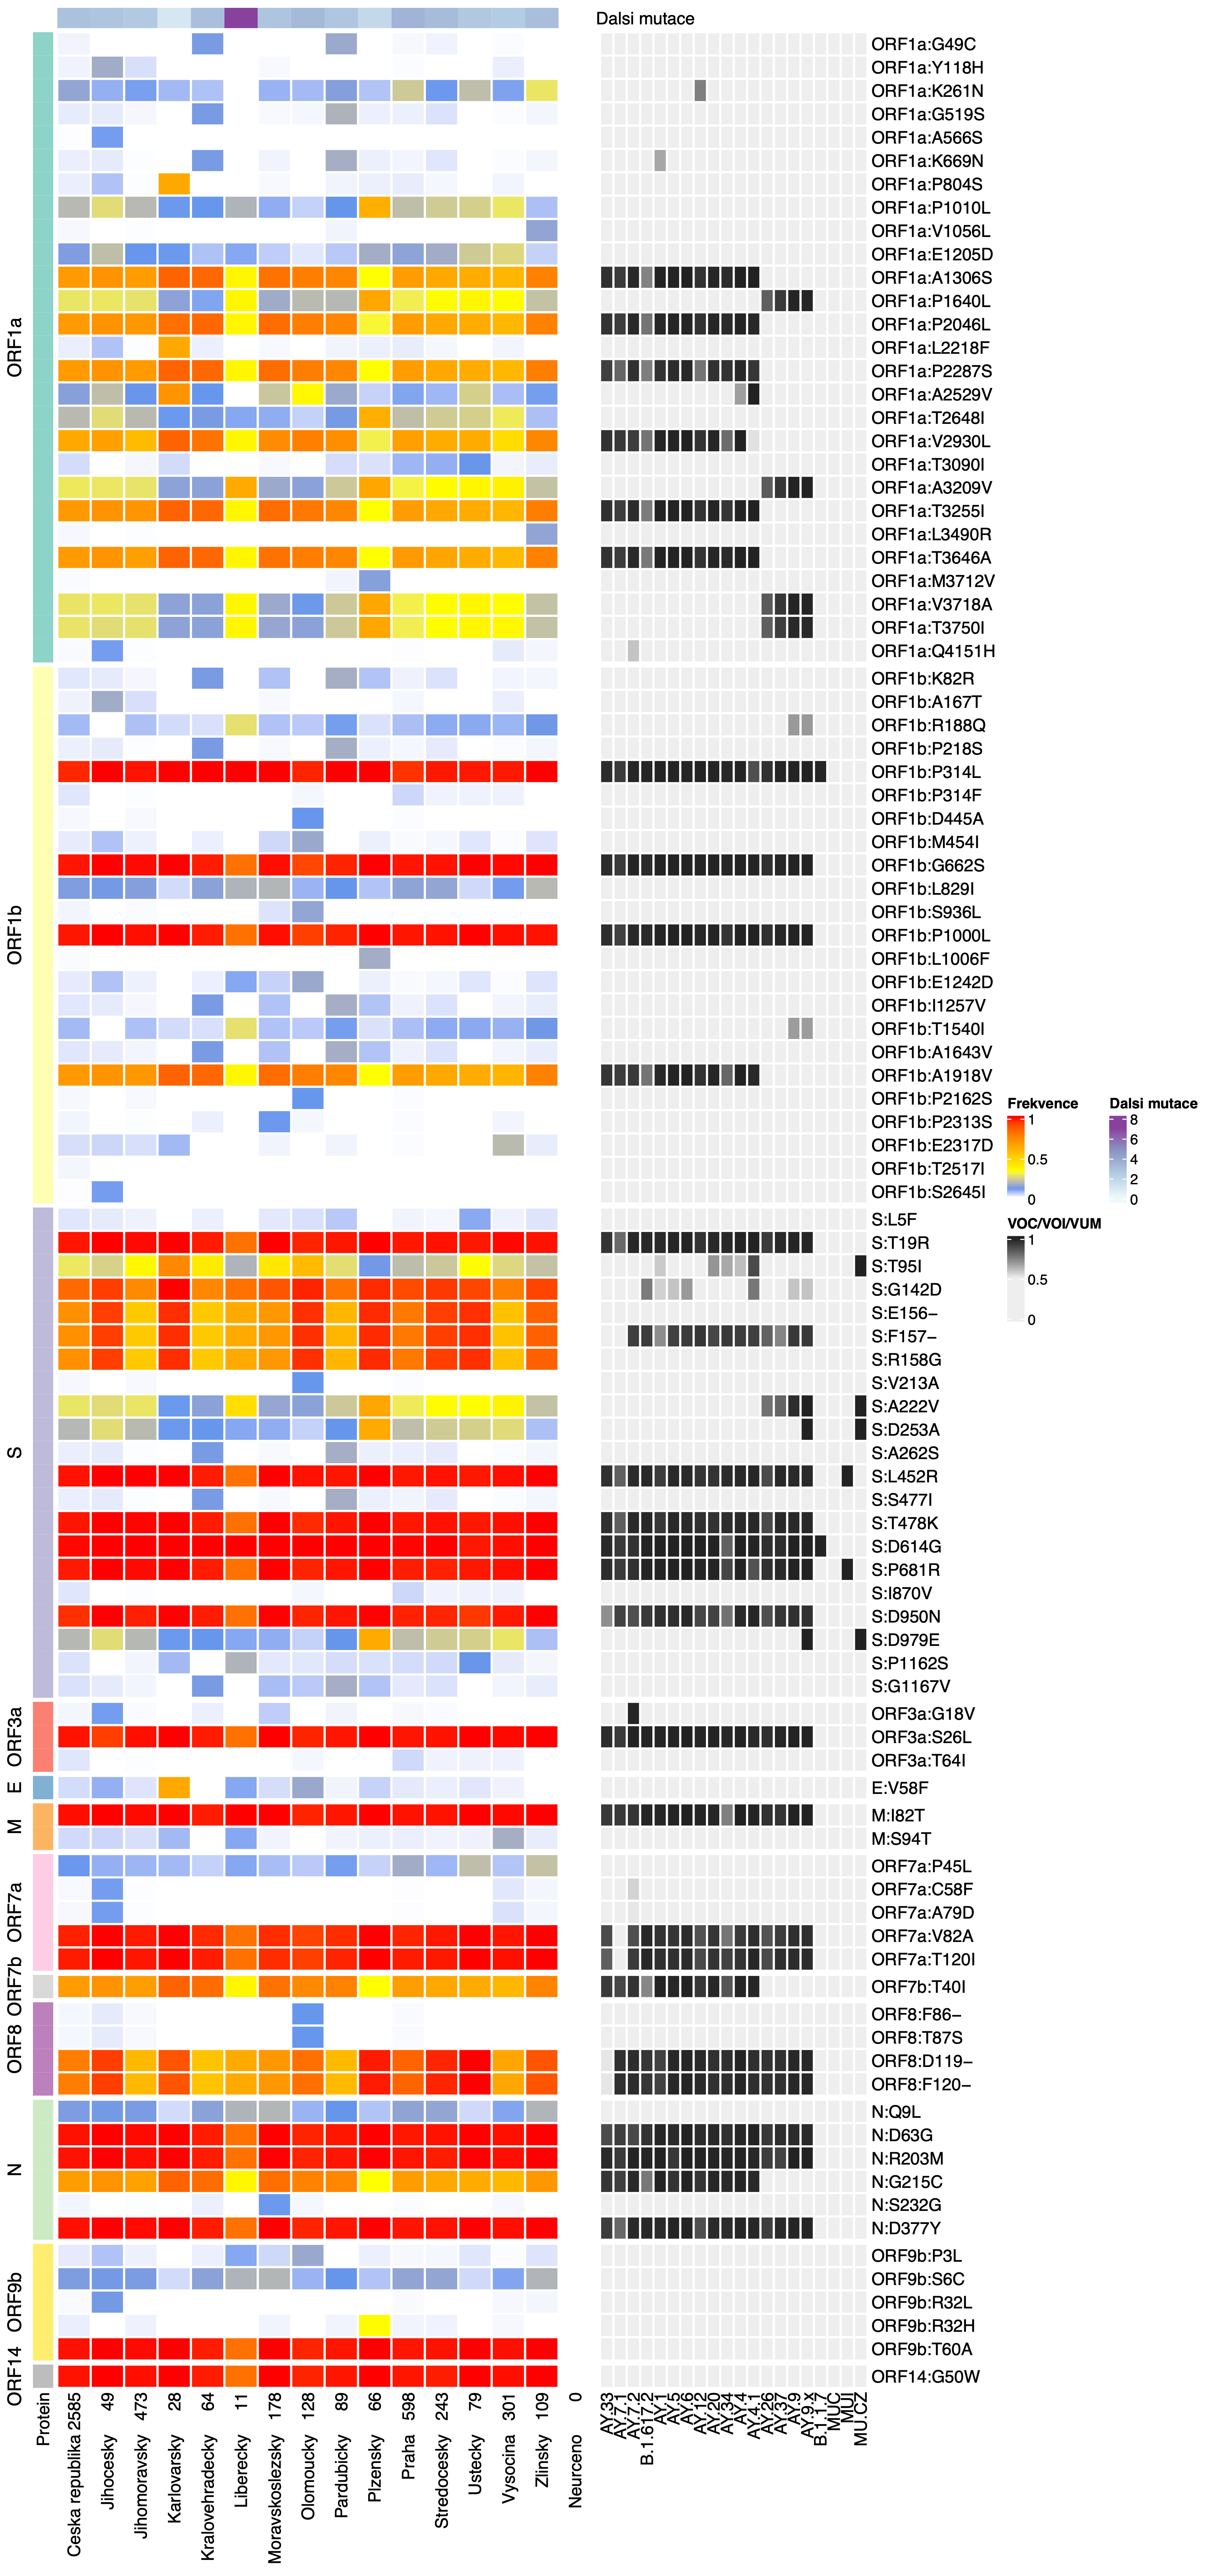 Dalsi mutace
ORF1a
ORF1a:G49C
ORF1a:Y118H
ORF1a:K261N
ORF1a:G519S
ORF1a:A566S
ORF1a:K669N
ORF1a:P804S
ORF1a:P1010L
ORF1a:V1056L
ORF1a:E1205D
ORF1a:A1306S
ORF1a:P1640L
ORF1a:P2046L
ORF1a:L2218F
ORF1a:P2287S
ORF1a:A2529V
ORF1a:T2648I
ORF1a:V2930L
ORF1a:T3090I
ORF1a:A3209V
ORF1a:T3255I
ORF1a:L3490R
ORF1a:T3646A
ORF1a:M3712V
ORF1a:V3718A
ORF1a:T3750I
ORF1a:Q4151H
ORF1b
ORF1b:K82R
ORF1b:A167T
ORF1b:R188Q
ORF1b:P218S
ORF1b:P314L
ORF1b:P314F
ORF1b:D445A
ORF1b:M454I
ORF1b:G662S
ORF1b:L829I
ORF1b:S936L
ORF1b:P1000L
ORF1b:L1006F
ORF1b:E1242D
ORF1b:I1257V
ORF1b:T1540I
ORF1b:A1643V
ORF1b:A1918V
ORF1b:P2162S
ORF1b:P2313S
ORF1b:E2317D
ORF1b:T2517I
ORF1b:S2645I
S
S:L5F
S:T19R
S:T95I
S:G142D
S:E156−
S:F157−
S:R158G
S:V213A
S:A222V
S:D253A
S:A262S
S:L452R
S:S477I
S:T478K
S:D614G
S:P681R
S:I870V
S:D950N
S:D979E
S:P1162S
S:G1167V
ORF3a
ORF3a:G18V
ORF3a:S26L
ORF3a:T64I
E
E:V58F
M
M:I82T
M:S94T
ORF7a
ORF7a:P45L
ORF7a:C58F
ORF7a:A79D
ORF7a:V82A
ORF7a:T120I
ORF7b
ORF7b:T40I
ORF8
ORF8:F86−
ORF8:T87S
ORF8:D119−
ORF8:F120−
N
N:Q9L
N:D63G
N:R203M
N:G215C
N:S232G
N:D377Y
ORF9b
ORF9b:P3L
ORF9b:S6C
ORF9b:R32L
ORF9b:R32H
ORF9b:T60A
ORF14
ORF14:G50W
Protein
Ceska republika 2585
Jihocesky 49
Jihomoravsky 473
Karlovarsky 28
Kralovehradecky 64
Liberecky 11
Moravskoslezsky 178
Olomoucky 128
Pardubicky 89
Plzensky 66
Praha 598
Stredocesky 243
Ustecky 79
Vysocina 301
Zlinsky 109
Neurceno 0
AY.33
AY.7.1
AY.7.2
B.1.617.2
AY.1
AY.5
AY.6
AY.12
AY.20
AY.34
AY.4
AY.4.1
AY.26
AY.37
AY.9
AY.9.x
B.1.1.7
MUC
MUI
MU.CZ
Frekvence
1
0.5
0
Dalsi mutace
8
6
4
2
0
VOC/VOI/VUM
1
0.5
0